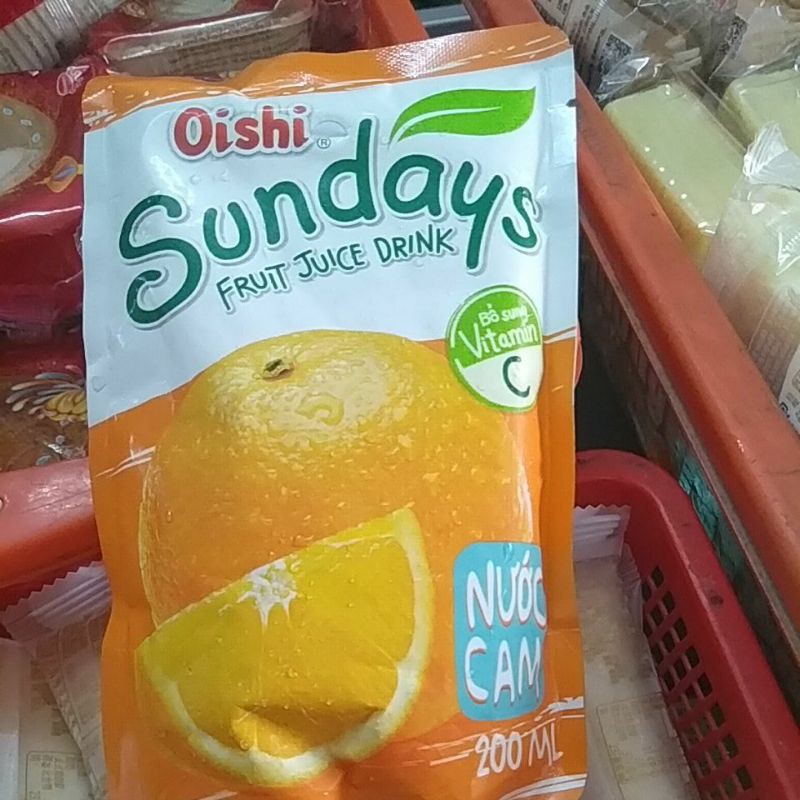 Oishi®
Sundays
FRUIT JUICE DRINK
Bổ sung
Vitamin
C
NƯỚC
CAM
200 ML